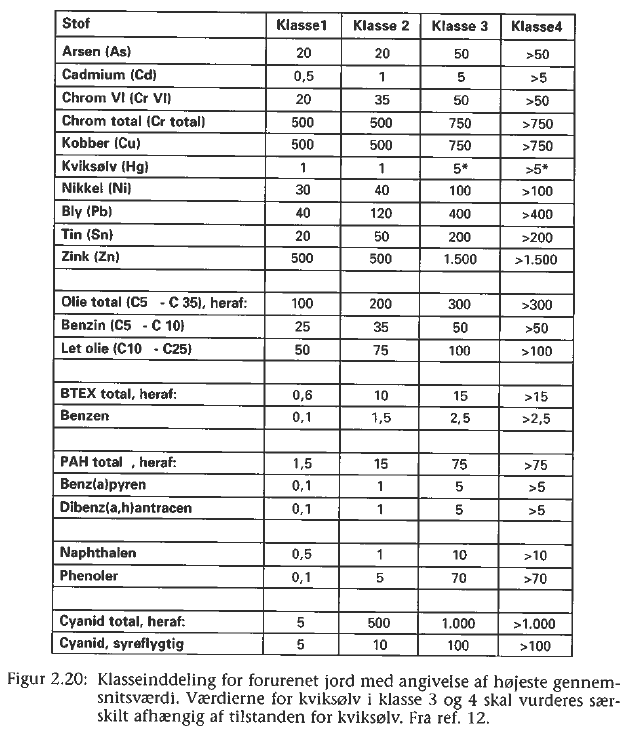 Stof Klasse1 Klasse 2 Klasse 3 Klasse4
Arsen (As) 20 20 50 >50
Cadmium (Cd) 0,5 1 5 >5
Chrom VI (Cr VI) 20 35 50 >50
Chrom total (Cr total) 500 500 750 >750
Kobber (Cu) 500 500 750 >750
Kviksølv (Hg) 1 1 5* >5*
Nikkel (Ni) 30 40 100 >100
Bly (Pb) 40 120 400 >400
Tin (Sn) 20 50 200 >200
Zink (Zn) 500 500 1.500 >1.500
Olie total (C5 - C 35), heraf: 100 200 300 >300
Benzin (C5 - C 10) 25 35 50 >50
Let olie (C10 - C25) 50 75 100 >100
BTEX total, heraf: 0,6 10 15 >15
Benzen 0,1 1,5 2,5 >2,5
PAH total , heraf: 1,5 15 75 >75
Benz(a)pyren 0,1 1 5 >5
Dibenz(a,h)antracen 0,1 1 5 >5
Naphthalen 0,5 1 10 >10
Phenoler 0,1 5 70 >70
Cyanid total, heraf: 5 500 1.000 >1.000
Cyanid, syreflygtig 5 10 100 >100
Figur 2.20: Klasseinddeling for forurenet jord med angivelse af højeste gennem-
snitsværdi. Værdierne for kviksølv i klasse 3 og 4 skal vurderes sær-
skilt afhængig af tilstanden for kviksølv. Fra ref. 12.